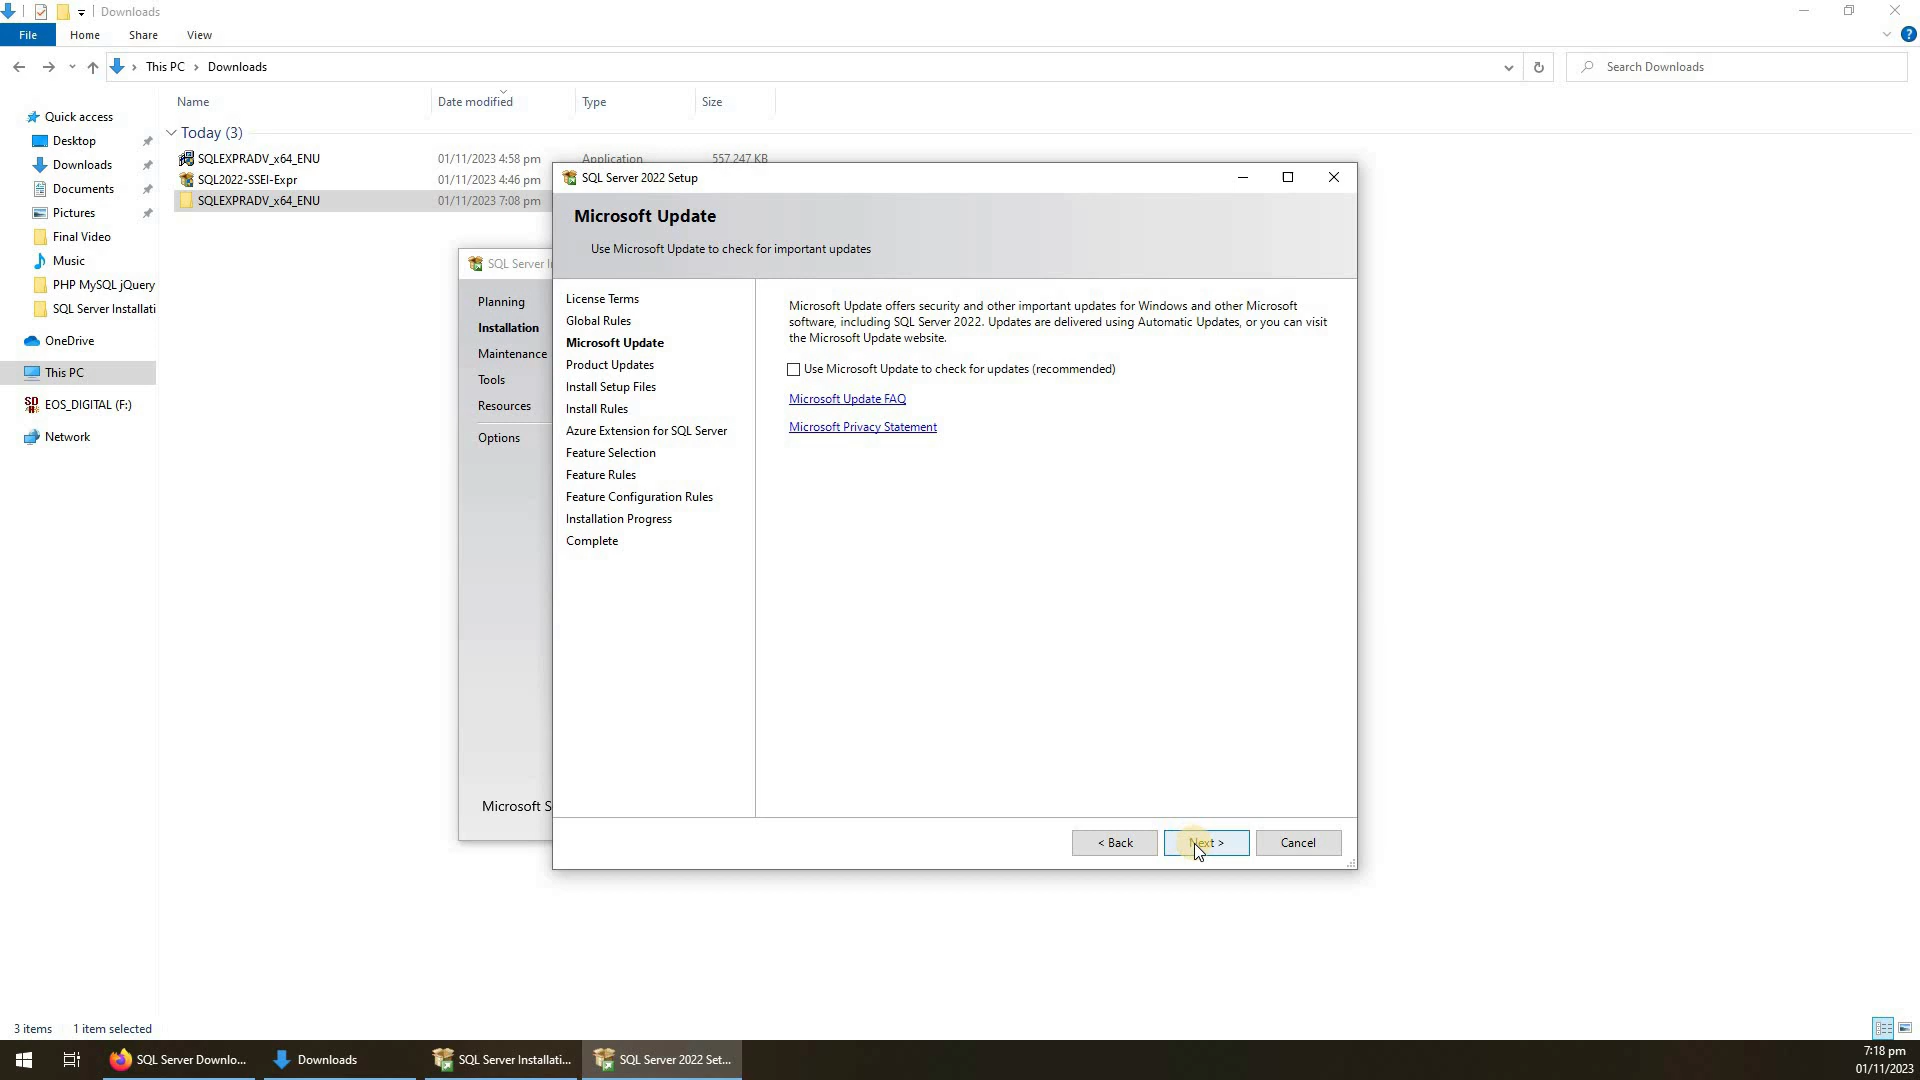 Downloads
File
Home
Share
View
This PC
Downloads
Search Downloads
Name
Date modified
Type
Size
Quick access
Desktop
Downloads
Documents
Pictures
Final Video
Music
PHP MySQL jQuery
SQL Server Installati
OneDrive
This PC
EOS_DIGITAL (F:)
Network
Today (3)
SQLEXPRADV_x64_ENU 01/11/2023 4:58 pm Application 557,247 KB
SQL2022-SSEI-Expr 01/11/2023 4:46 pm
SQLEXPRADV_x64_ENU 01/11/2023 7:08 pm
SQL Server I
Planning
Installation
Maintenance
Tools
Resources
Options
Microsoft S
SQL Server 2022 Setup
Microsoft Update
Use Microsoft Update to check for important updates
License Terms
Global Rules
Microsoft Update
Product Updates
Install Setup Files
Install Rules
Azure Extension for SQL Server
Feature Selection
Feature Rules
Feature Configuration Rules
Installation Progress
Complete
Microsoft Update offers security and other important updates for Windows and other Microsoft
software, including SQL Server 2022. Updates are delivered using Automatic Updates, or you can visit
the Microsoft Update website.
Use Microsoft Update to check for updates (recommended)
Microsoft Update FAQ
Microsoft Privacy Statement
< Back
Next >
Cancel
3 items
1 item selected
SQL Server Downlo...
Downloads
SQL Server Installati...
SQL Server 2022 Set...
7:18 pm
01/11/2023